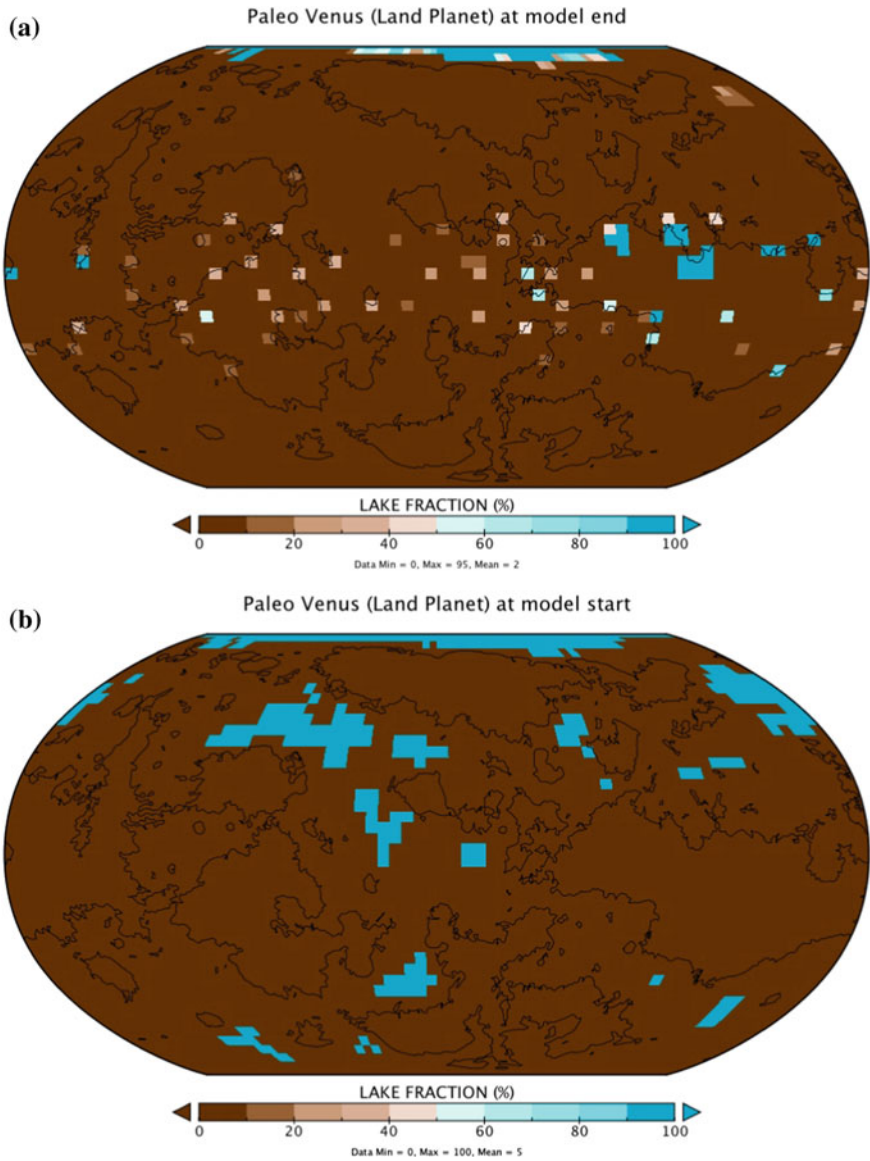 (a)
Paleo Venus (Land Planet) at model end
LAKE FRACTION (%)
0 20 40 60 80 100
Data Min = 0, Max = 95, Mean = 2
(b)
Paleo Venus (Land Planet) at model start
LAKE FRACTION (%)
0 20 40 60 80 100
Data Min = 0, Max = 100, Mean = 5